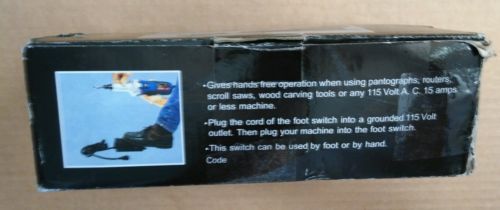 •Gives hands free operation when using pantographs, routers,
scroll saws, wood carving tools or any 115 Volt A. C. 15 amps
or less machine.
•Plug the cord of the foot switch into a grounded 115 Volt
outlet. Then plug your machine into the foot switch.
•This switch can be used by foot or by hand.
Code